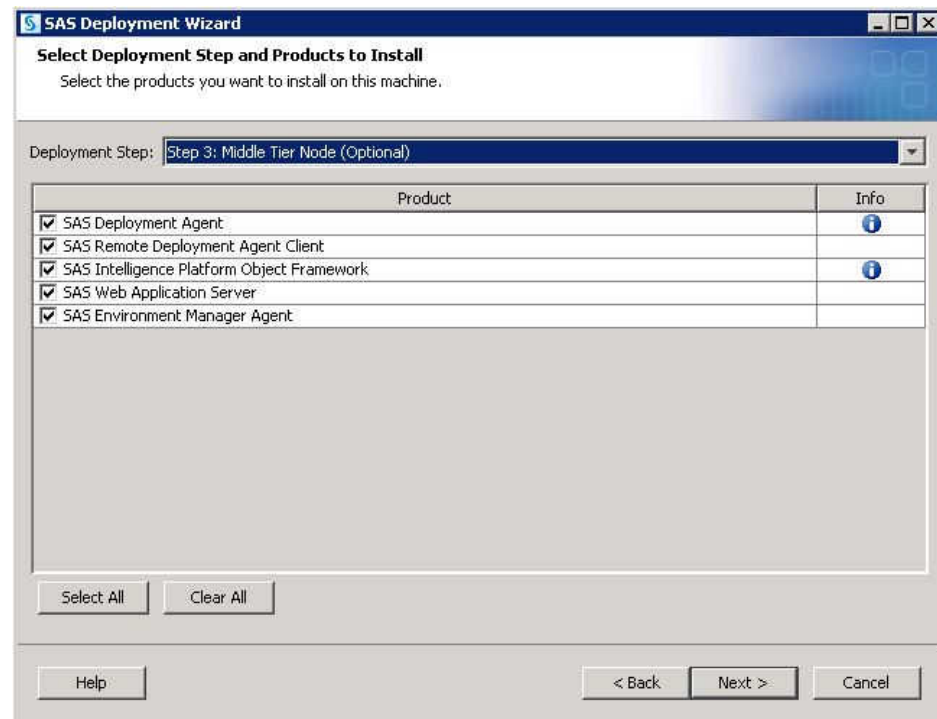 SAS Deployment Wizard
Select Deployment Step and Products to Install
Select the products you want to install on this machine.
Deployment Step: Step 3: Middle Tier Node (Optional)
Product Info
SAS Deployment Agent
SAS Remote Deployment Agent Client
SAS Intelligence Platform Object Framework
SAS Web Application Server
SAS Environment Manager Agent
Select All Clear All
Help < Back Next > Cancel